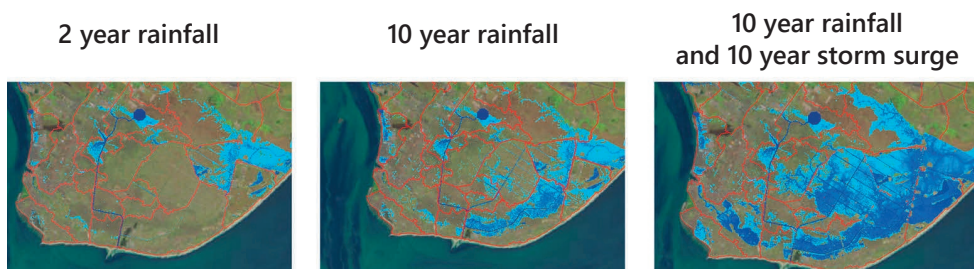 2 year rainfall
10 year rainfall
10 year rainfall
and 10 year storm surge